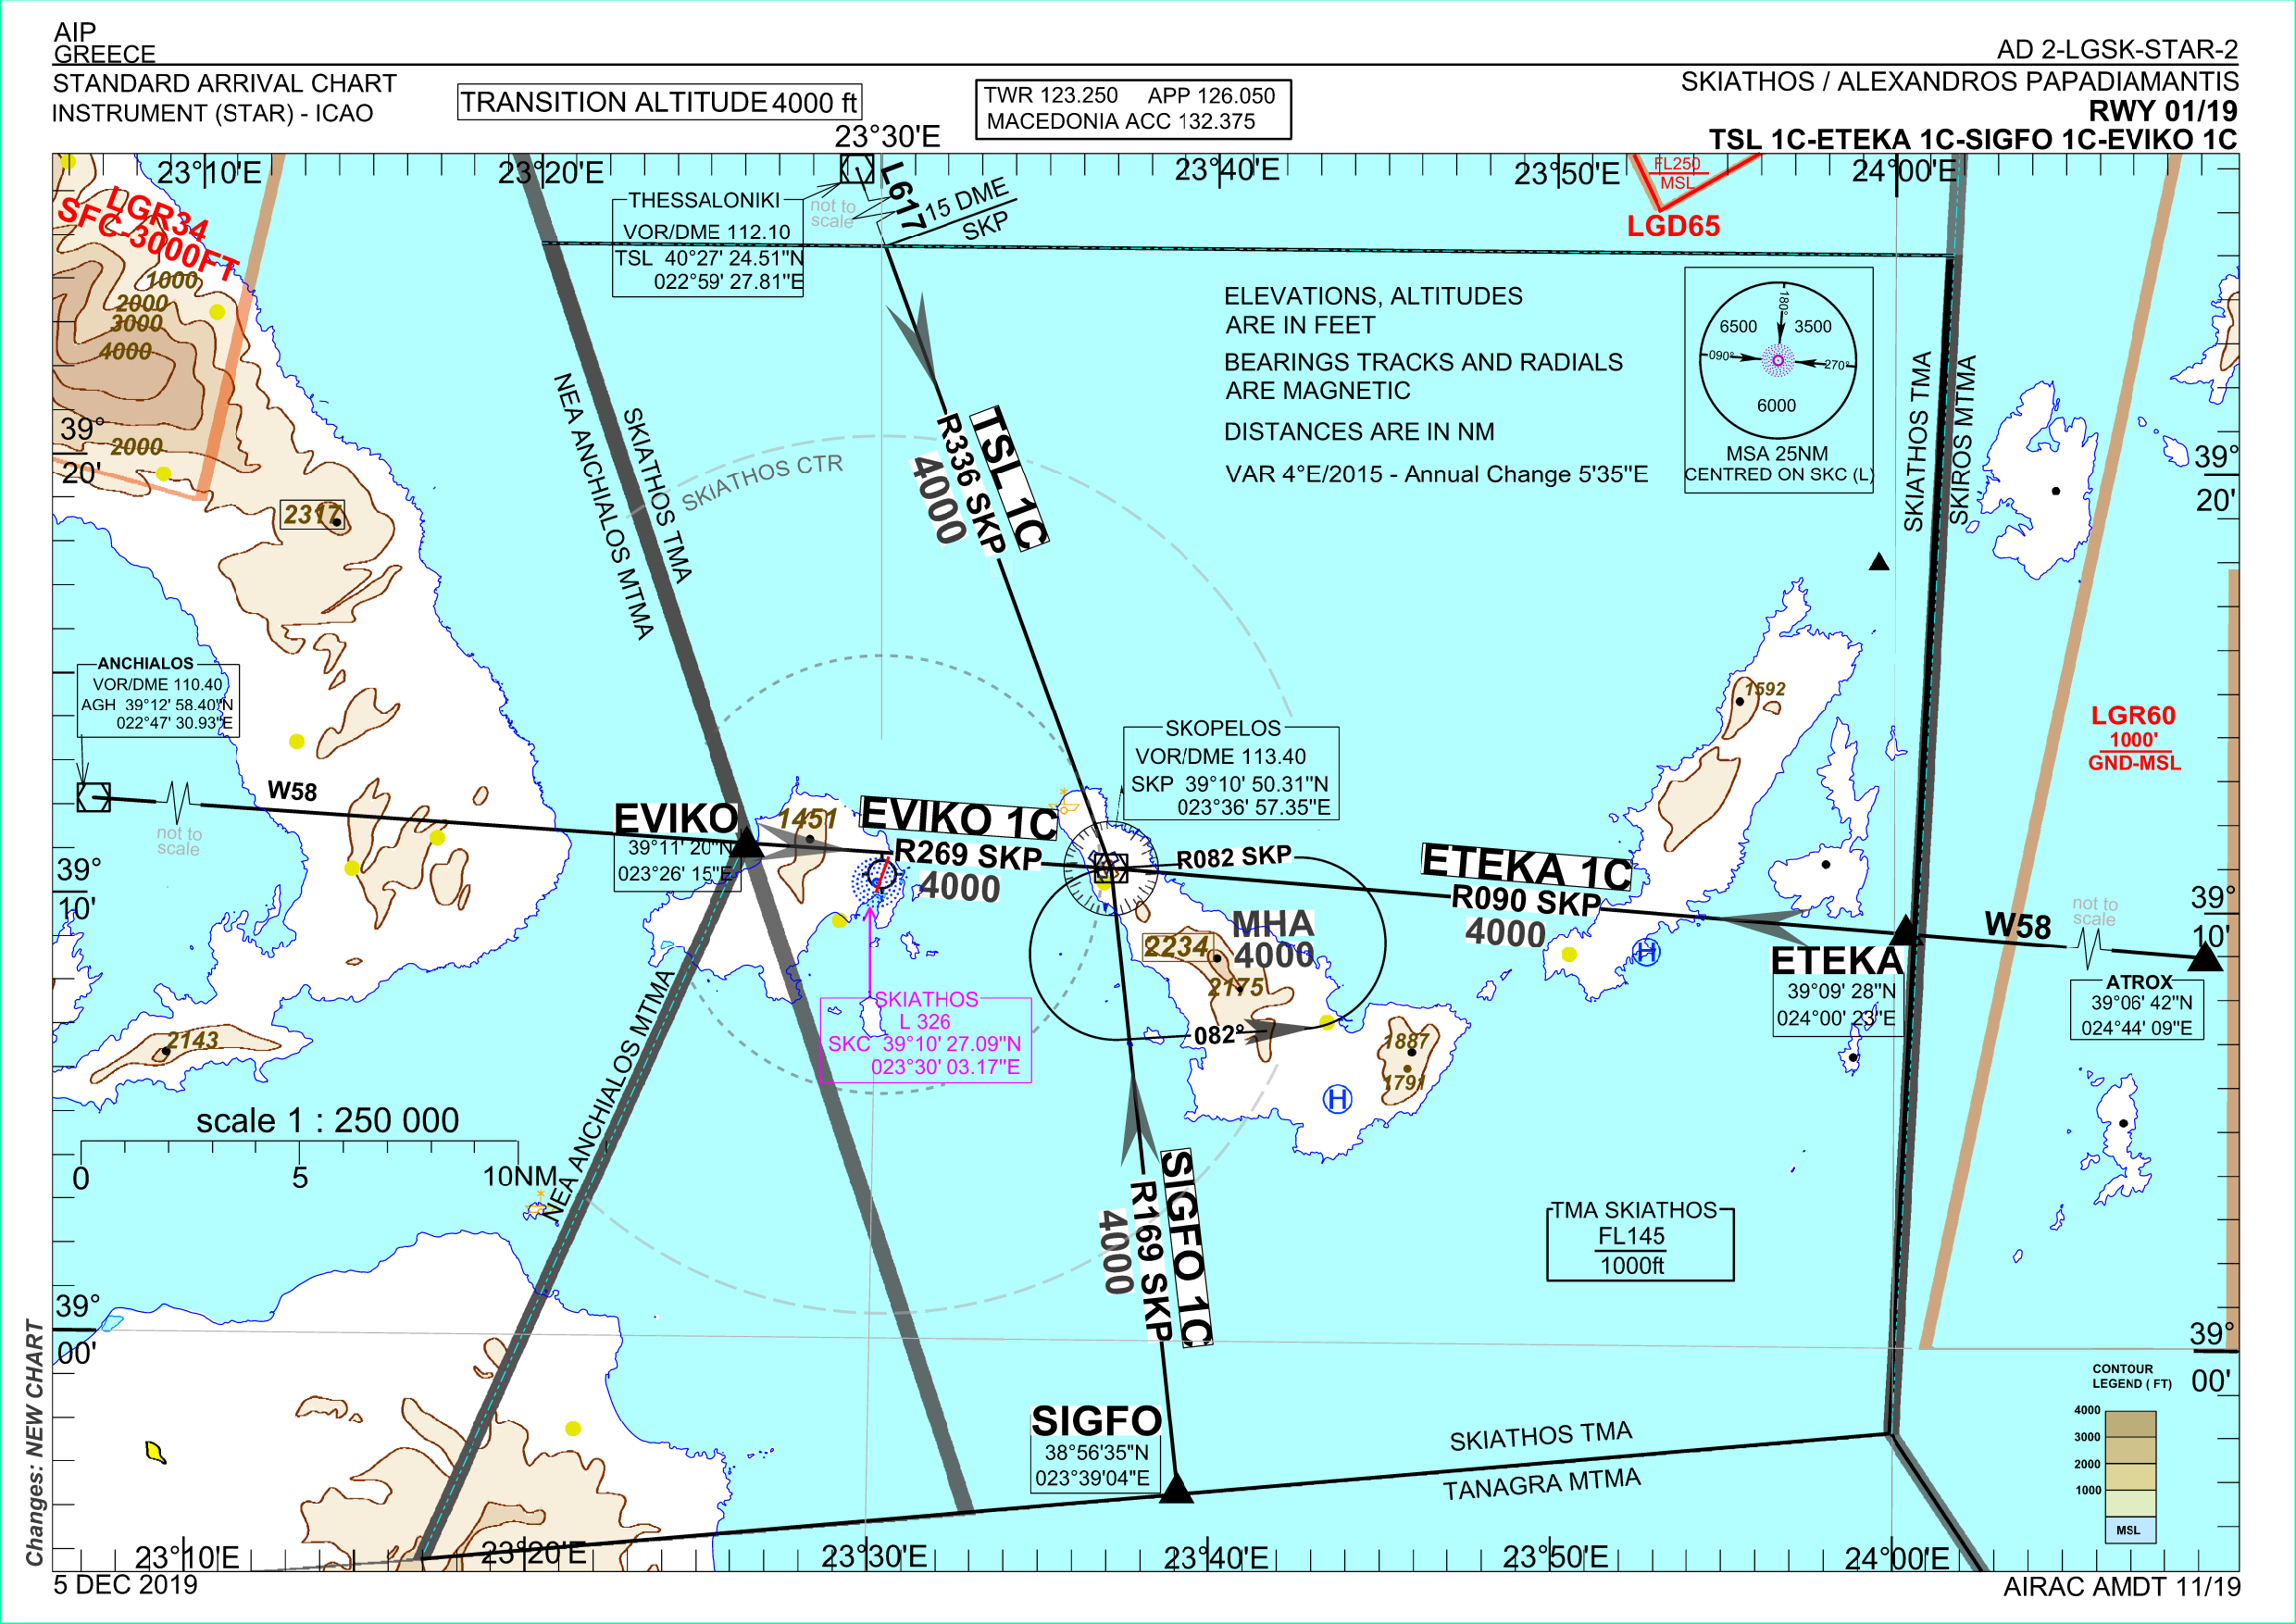 AIP
GREECE
AD 2-LGSK-STAR-2
STANDARD ARRIVAL CHART
INSTRUMENT (STAR) - ICAO
TRANSITION ALTITUDE 4000 ft
TWR 123.250 APP 126.050
MACEDONIA ACC 132.375
SKIATHOS / ALEXANDROS PAPADIAMANTIS
RWY 01/19
TSL 1C-ETEKA 1C-SIGFO 1C-EVIKO 1C
23°30'E
23°10'E
23°20'E
23°40'E
23°50'E
24°00'E
FL250
MSL
LGD65
LGR34
SFC-3000FT
1000
2000
3000
4000
2000
39°
20'
2317
THESSALONIKI
VOR/DME 112.10
TSL 40°27' 24.51"N
022°59' 27.81"E
not to
scale
L617
15 DME
SKP
ELEVATIONS, ALTITUDES
ARE IN FEET
BEARINGS TRACKS AND RADIALS
ARE MAGNETIC
DISTANCES ARE IN NM
VAR 4°E/2015 - Annual Change 5'35"E
180°
6500
3500
090°
270°
6000
MSA 25NM
CENTRED ON SKC (L)
SKIATHOS TMA
SKIROS MTMA
39°
20'
NEA ANCHIALOS MTMA
SKIATHOS TMA
SKIATHOS CTR
TSL 1C
R336 SKP
4000
ANCHIALOS
VOR/DME 110.40
AGH 39°12' 58.40"N
022°47' 30.93"E
W58
not to
scale
EVIKO
39°11' 20"N
023°26' 15"E
1451
EVIKO 1C
R269 SKP
4000
SKOPELOS
VOR/DME 113.40
SKP 39°10' 50.31"N
023°36' 57.35"E
R082 SKP
ETEKA 1C
R090 SKP
4000
1592
LGR60
1000'
GND-MSL
39°
10'
MHA
4000
2234
2175
082°
1887
1791
H
H
ETEKA
39°09' 28"N
024°00' 23"E
W58
not to
scale
39°
10'
ATROX
39°06' 42"N
024°44' 09"E
SKIATHOS
L 326
SKC 39°10' 27.09"N
023°30' 03.17"E
2143
scale 1 : 250 000
0
5
10NM
NEA ANCHIALOS MTMA
SIGFO 1C
R169 SKP
4000
TMA SKIATHOS
FL145
1000ft
39°
00'
39°
00'
SIGFO
38°56'35"N
023°39'04"E
SKIATHOS TMA
TANAGRA MTMA
CONTOUR
LEGEND ( FT)
4000
3000
2000
1000
MSL
23°10'E
23°20'E
23°30'E
23°40'E
23°50'E
24°00'E
Changes: NEW CHART
5 DEC 2019
AIRAC AMDT 11/19